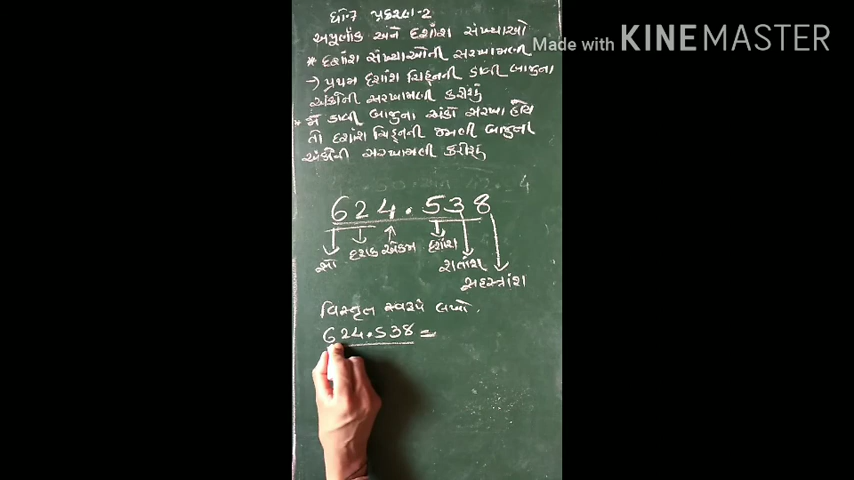 ધો-7 પ્રકરણ-2
અપૂર્ણાંક અને દશાંશ સંખ્યાઓ
* દશાંશ સંખ્યાઓની સરખામણી
→ પ્રથમ દશાંશ ચિહ્નની ડાબી બાજુના
અંકોની સરખામણી કરીશું
* જો ડાબી બાજુના અંકો સરખા હોય
તો દશાંશ ચિહ્નની જમણી બાજુના
અંકોની સરખામણી કરીશું
624.538
સો દશક એકમ દશાંશ
શતાંશ
સહસ્ત્રાંશ
વિસ્તૃત સ્વરૂપે લખો.
624.538 =
Made with KINEMASTER